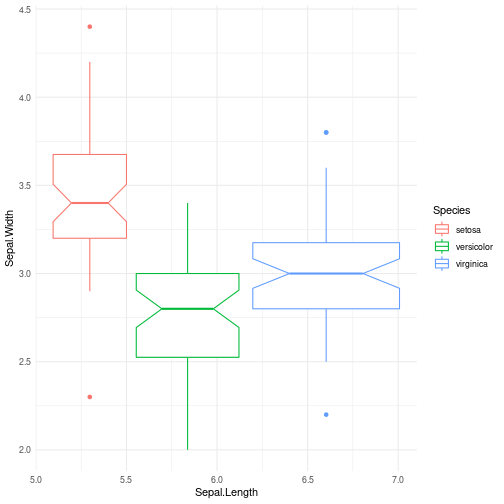 4.5
4.0
3.5
3.0
2.5
2.0
Sepal.Width
5.0 5.5 6.0 6.5 7.0
Sepal.Length
Species
setosa
versicolor
virginica